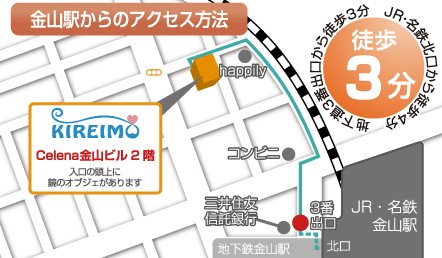 金山駅からのアクセス方法
JR・名鉄北口から徒歩4分
地下道3番出口から徒歩3分
徒歩
3分
happily
KIREIMO
Celena金山ビル2階
入口の頭上に
鏡のオブジェがあります
コンビニ
三井住友
信託銀行
3番
出口
JR・名鉄
金山駅
北口
地下鉄金山駅